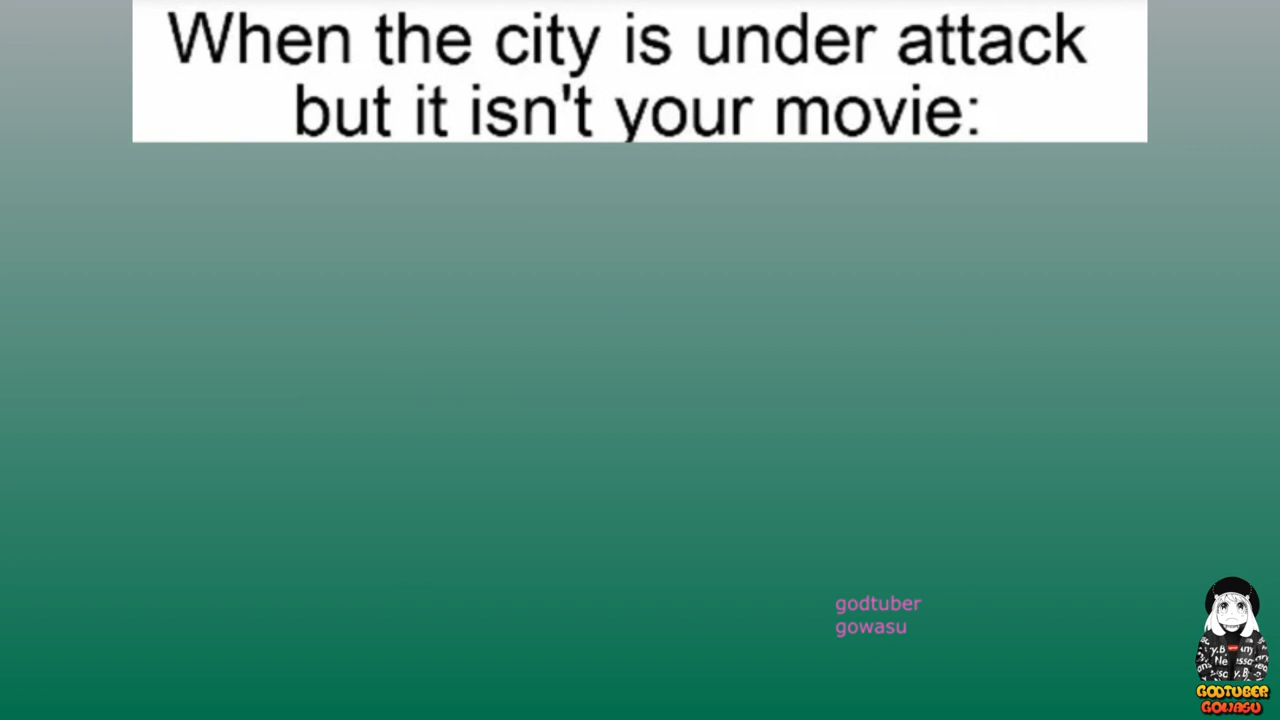 When the city is under attack
but it isn't your movie:
godtuber
gowasu
GODTUBER
GOWASU